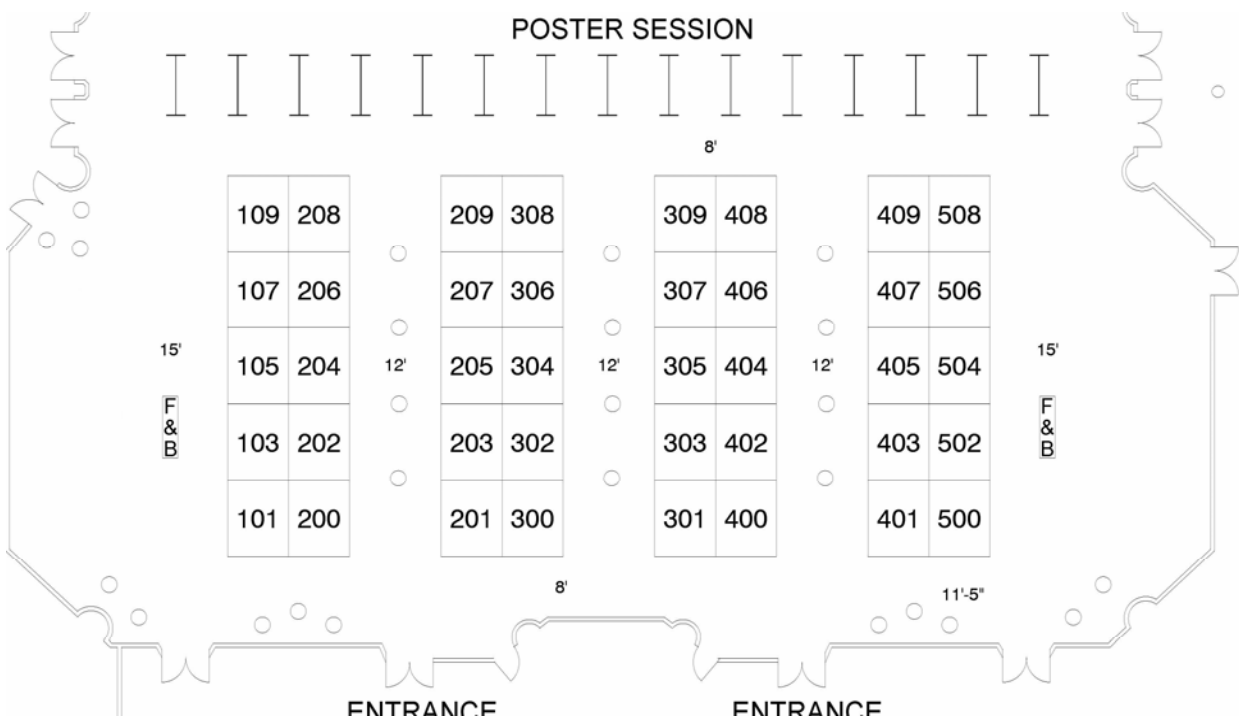 POSTER SESSION
8'
109 208 209 308 309 408 409 508
107 206 207 306 307 406 407 506
15' 15'
105 204 12' 205 304 12' 305 404 12' 405 504
F & B F & B
103 202 203 302 303 402 403 502
101 200 201 300 301 400 401 500
8' 11'-5"
ENTRANCE ENTRANCE